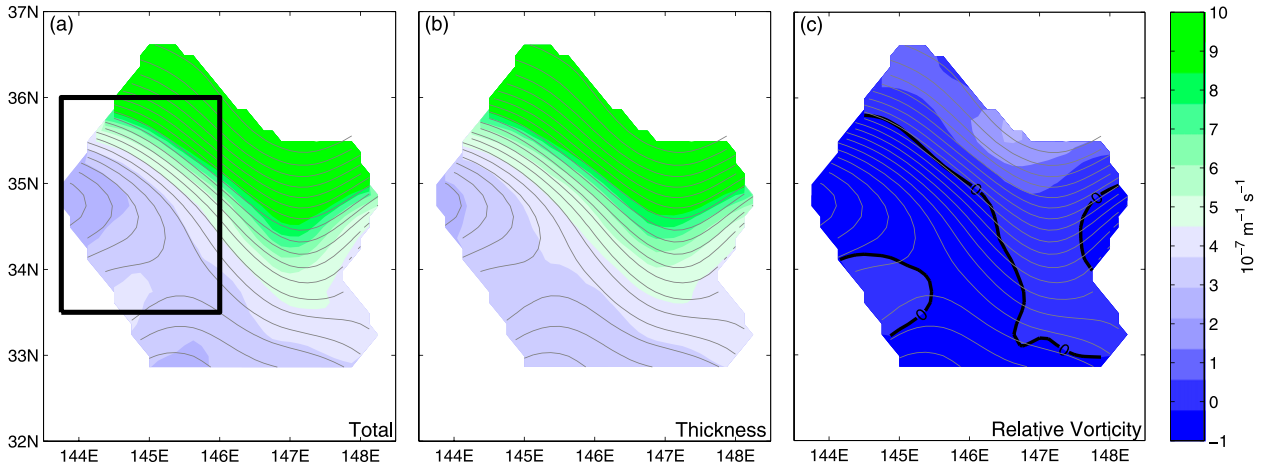 37N
36N
35N
34N
33N
32N
(a)
Total
144E 145E 146E 147E 148E
(b)
Thickness
144E 145E 146E 147E 148E
(c)
0
0
0
0
Relative Vorticity
144E 145E 146E 147E 148E
10
9
8
7
6
5
4
3
2
1
0
−1
10⁻⁷ m⁻¹ s⁻¹